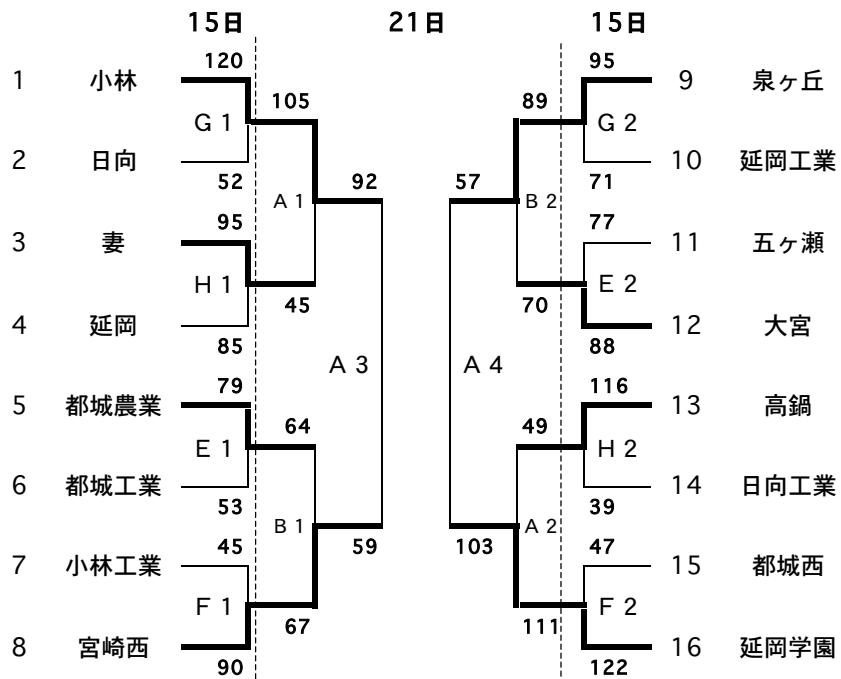 15日 21日 15日
120 95
1 小林 9 泉ヶ丘
105 89
G 1 G 2
2 日向 10 延岡工業
52 92 57 71
A 1 B 2
95 77
3 妻 11 五ヶ瀬
H 1 E 2
45 70
4 延岡 12 大宮
85 88
A 3 A 4
79 116
5 都城農業 13 高鍋
64 49
E 1 H 2
6 都城工業 14 日向工業
53 39
B 1 A 2
45 59 103 47
7 小林工業 15 都城西
F 1 F 2
67 111
8 宮崎西 16 延岡学園
90 122